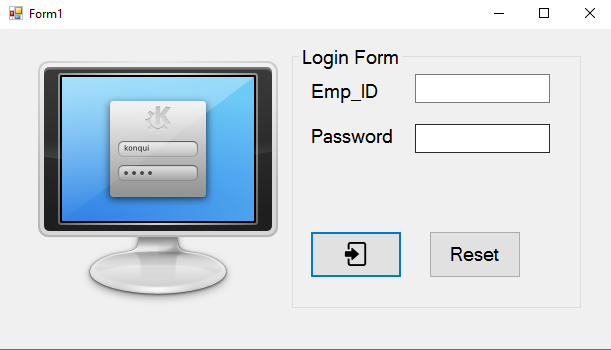 Form1
Login Form
Emp_ID
Password
Reset
K
konqui